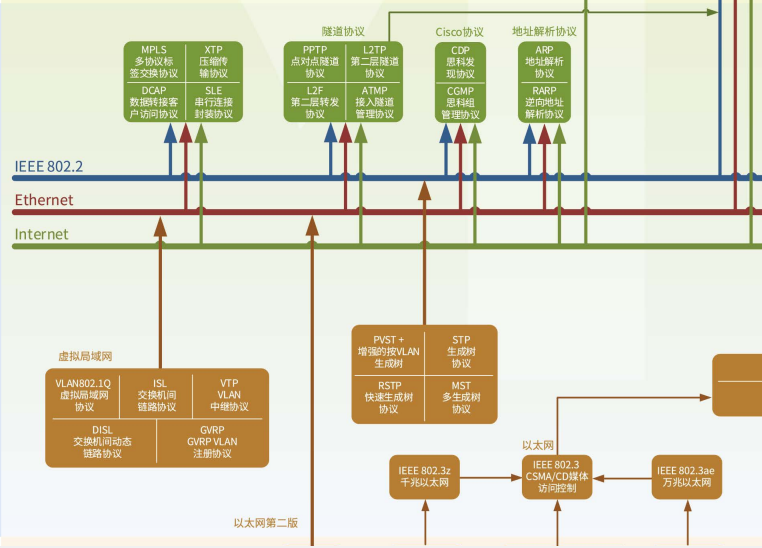 隧道协议
Cisco协议
地址解析协议
MPLS
多协议标
签交换协议
XTP
压缩传
输协议
DCAP
数据转接客
户访问协议
SLE
串行连接
封装协议
PPTP
点对点隧道
协议
L2TP
第二层隧道
协议
L2F
第二层转发
协议
ATMP
接入隧道
管理协议
CDP
思科发
现协议
CGMP
思科组
管理协议
ARP
地址解析
协议
RARP
逆向地址
解析协议
IEEE 802.2
Ethernet
Internet
虚拟局域网
VLAN802.1Q
虚拟局域网
协议
ISL
交换机间
链路协议
VTP
VLAN
中继协议
DISL
交换机间动态
链路协议
GVRP
GVRP VLAN
注册协议
PVST +
增强的按VLAN
生成树
STP
生成树
协议
RSTP
快速生成树
协议
MST
多生成树
协议
以太网
IEEE 802.3z
千兆以太网
IEEE 802.3
CSMA/CD媒体
访问控制
IEEE 802.3ae
万兆以太网
以太网第二版